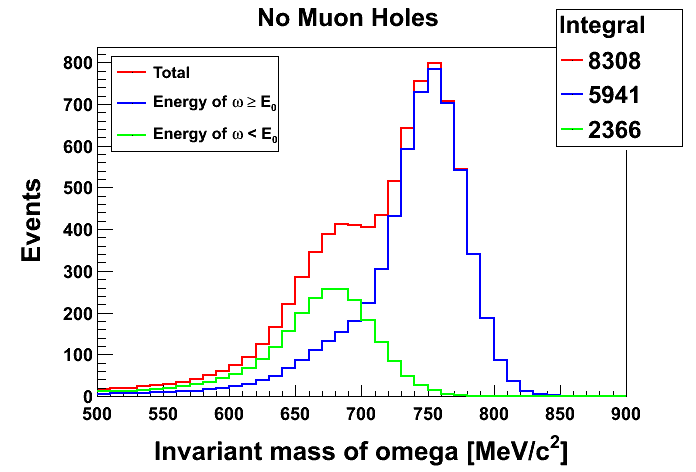 No Muon Holes
Integral
8308
5941
2366
Total
Energy of ω ≥ E₀
Energy of ω < E₀
Events
800
700
600
500
400
300
200
100
0
500 550 600 650 700 750 800 850 900
Invariant mass of omega [MeV/c²]